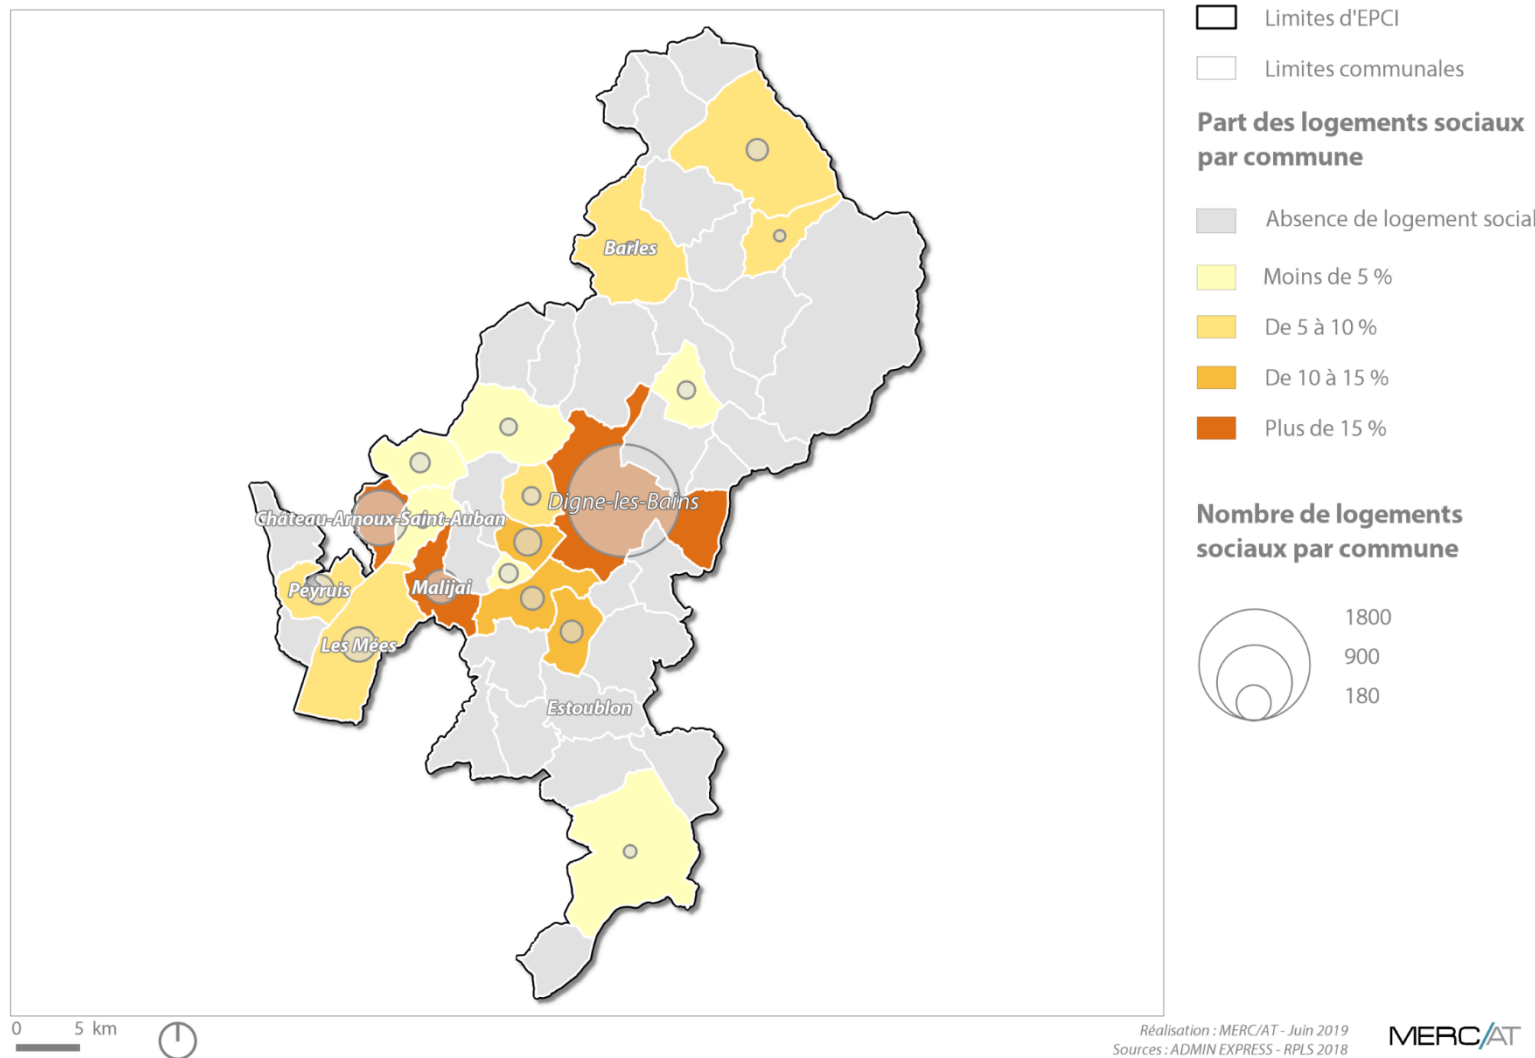 Limites d'EPCI
Limites communales
Part des logements sociaux
par commune
Absence de logement social
Moins de 5 %
De 5 à 10 %
De 10 à 15 %
Plus de 15 %
Nombre de logements
sociaux par commune
1800
900
180
Barles
Digne-les-Bains
Château-Arnoux-Saint-Auban
Peyruis
Malijai
Les Mées
Estoublon
0 5 km
Réalisation : MERC/AT - Juin 2019
Sources : ADMIN EXPRESS - RPLS 2018
MERC/AT